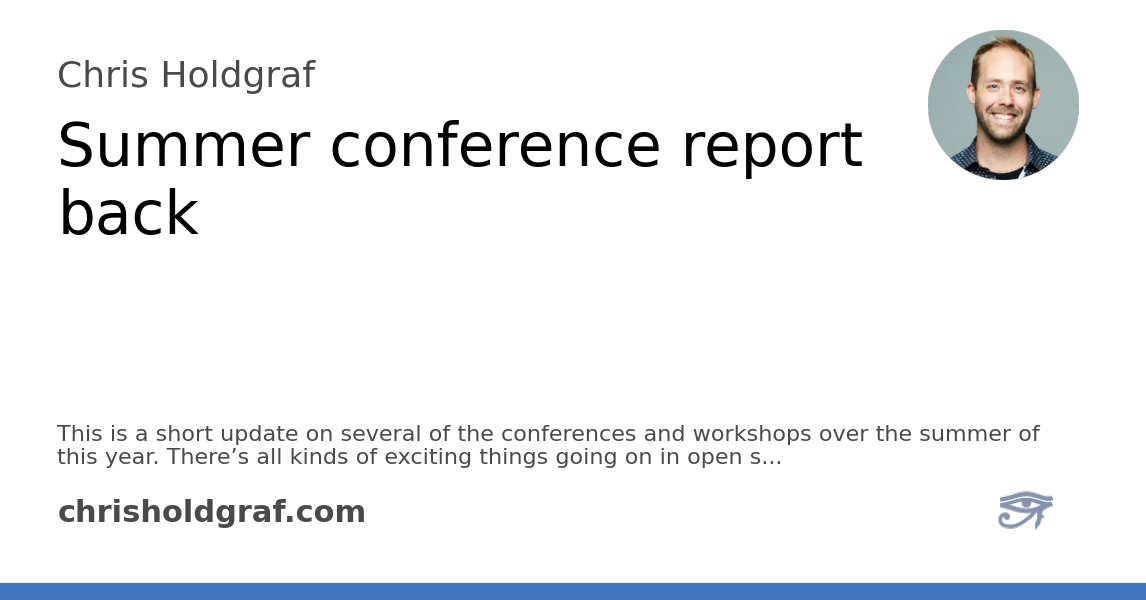 Chris Holdgraf
Summer conference report
back
This is a short update on several of the conferences and workshops over the summer of
this year. There’s all kinds of exciting things going on in open s...
chrisholdgraf.com